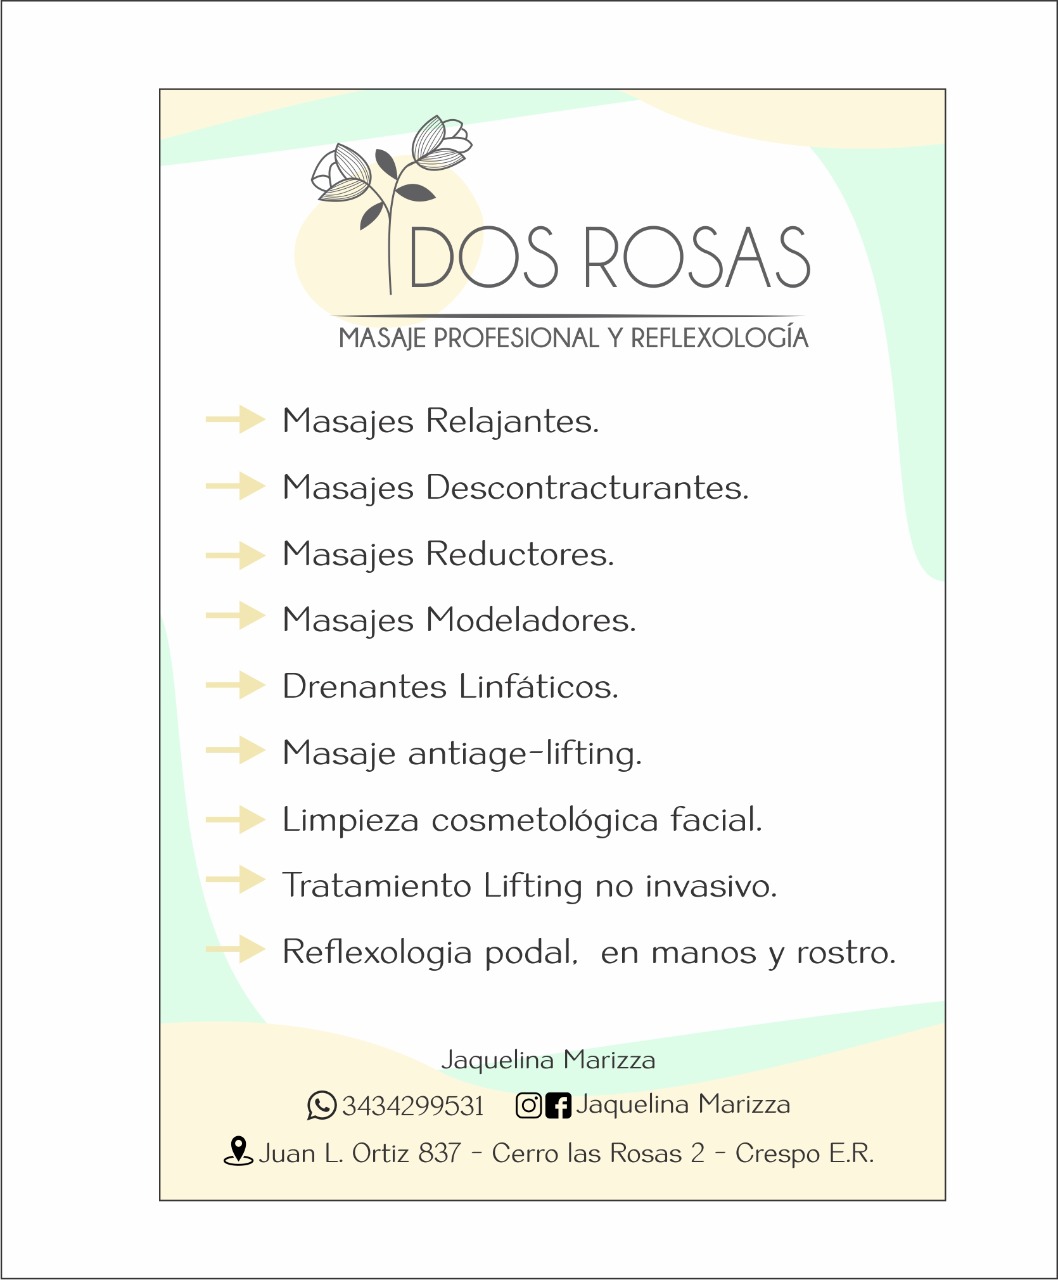 DOS ROSAS
MASAJE PROFESIONAL Y REFLEXOLOGÍA
Masajes Relajantes.
Masajes Descontracturantes.
Masajes Reductores.
Masajes Modeladores.
Drenantes Linfáticos.
Masaje antiage-lifting.
Limpieza cosmetológica facial.
Tratamiento Lifting no invasivo.
Reflexologia podal, en manos y rostro.
Jaquelina Marizza
3434299531 Jaquelina Marizza
Juan L. Ortiz 837 - Cerro las Rosas 2 - Crespo E.R.